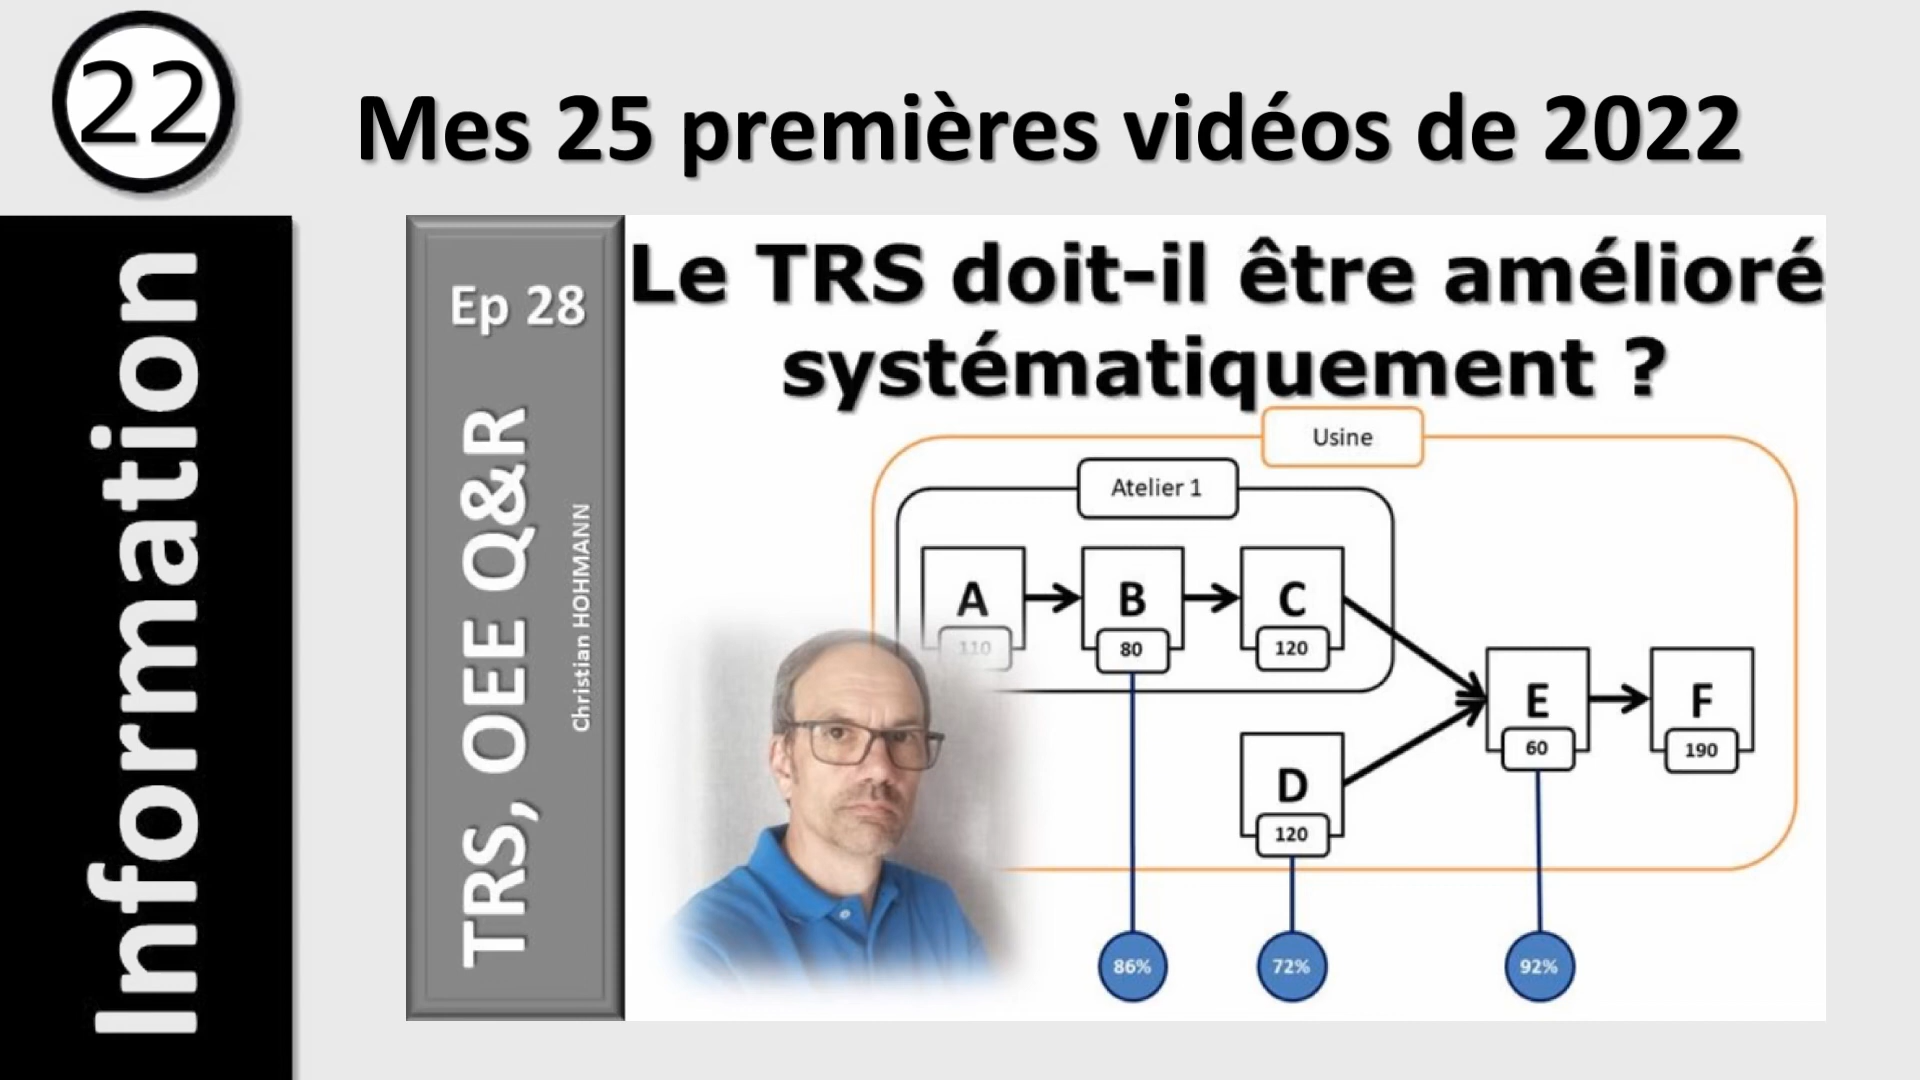 22
Mes 25 premières vidéos de 2022
Information
Ep 28
TRS, OEE Q&R
Christian HOHMANN
Le TRS doit-il être amélioré
systématiquement ?
Usine
Atelier 1
A
110
B
80
C
120
D
120
E
60
F
190
86%
72%
92%